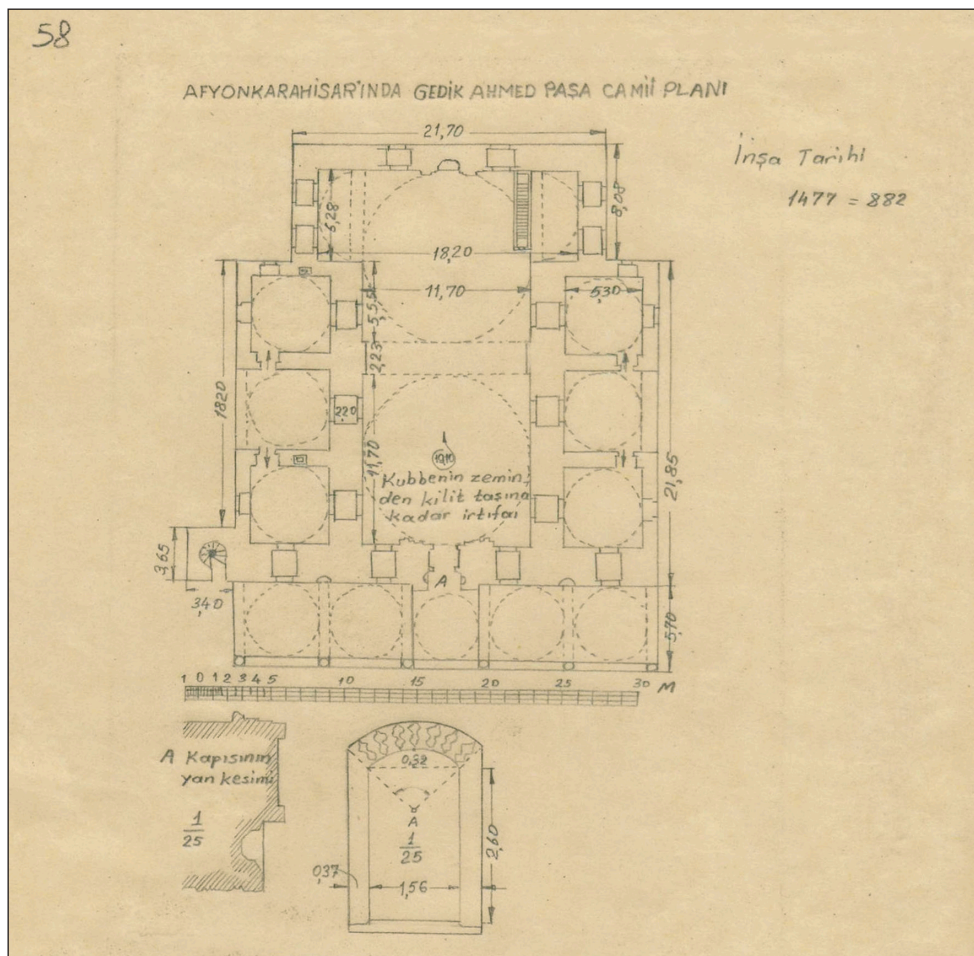 58
AFYONKARAHİSAR'INDA GEDİK AHMED PAŞA CAMİİ PLANI
İnşa Tarihi
1477 = 882
21,70
8,08
6,28
18,20
11,70
5,30
5,55
2,23
1820
2,20
11,70
21,85
Kubbenin zemin
den kilit taşına
kadar irtifaı
3,65
3,40
A
5,70
1 0 1 2 3 4 5 10 15 20 25 30 M
A Kapısının
yan kesimi
1
25
0,32
A
1
25
2,60
0,37
1,56